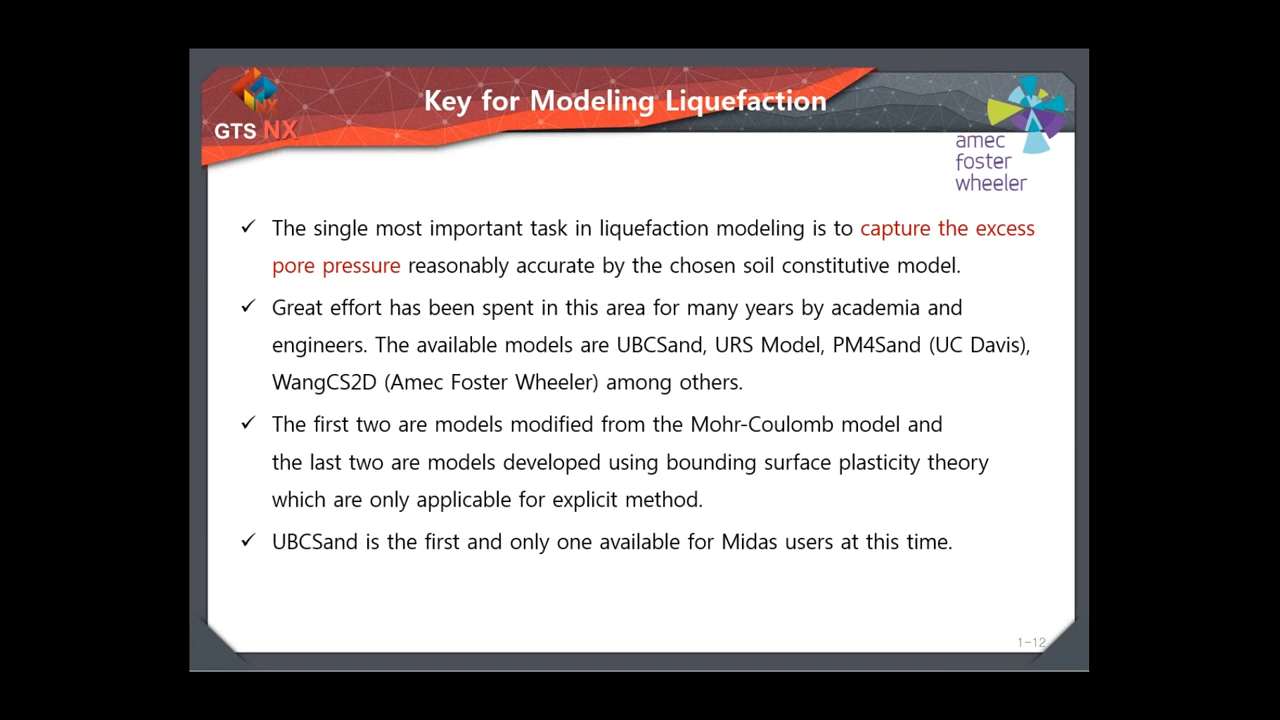 Key for Modeling Liquefaction
NX
GTS NX
amec
foster
wheeler
✓ The single most important task in liquefaction modeling is to capture the excess
pore pressure reasonably accurate by the chosen soil constitutive model.
✓ Great effort has been spent in this area for many years by academia and
engineers. The available models are UBCSand, URS Model, PM4Sand (UC Davis),
WangCS2D (Amec Foster Wheeler) among others.
✓ The first two are models modified from the Mohr-Coulomb model and
the last two are models developed using bounding surface plasticity theory
which are only applicable for explicit method.
✓ UBCSand is the first and only one available for Midas users at this time.
1-12